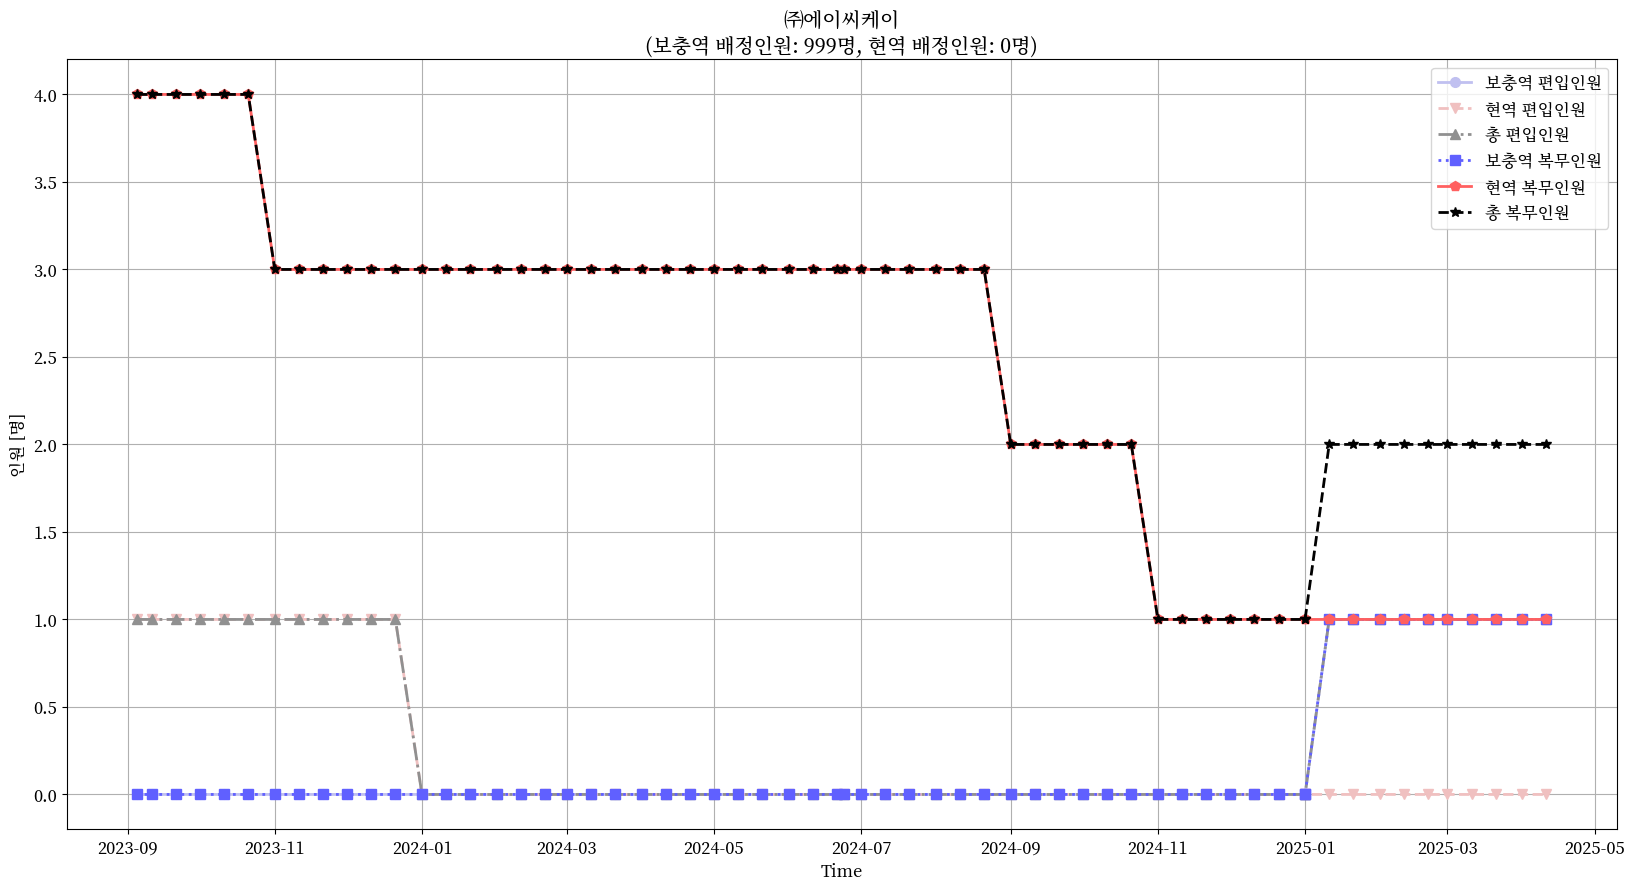 ㈜에이씨케이
(보충역 배정인원: 999명, 현역 배정인원: 0명)
보충역 편입인원
현역 편입인원
총 편입인원
보충역 복무인원
현역 복무인원
총 복무인원
4.0
3.5
3.0
2.5
2.0
1.5
1.0
0.5
0.0
인원 [명]
2023-09
2023-11
2024-01
2024-03
2024-05
2024-07
2024-09
2024-11
2025-01
2025-03
2025-05
Time